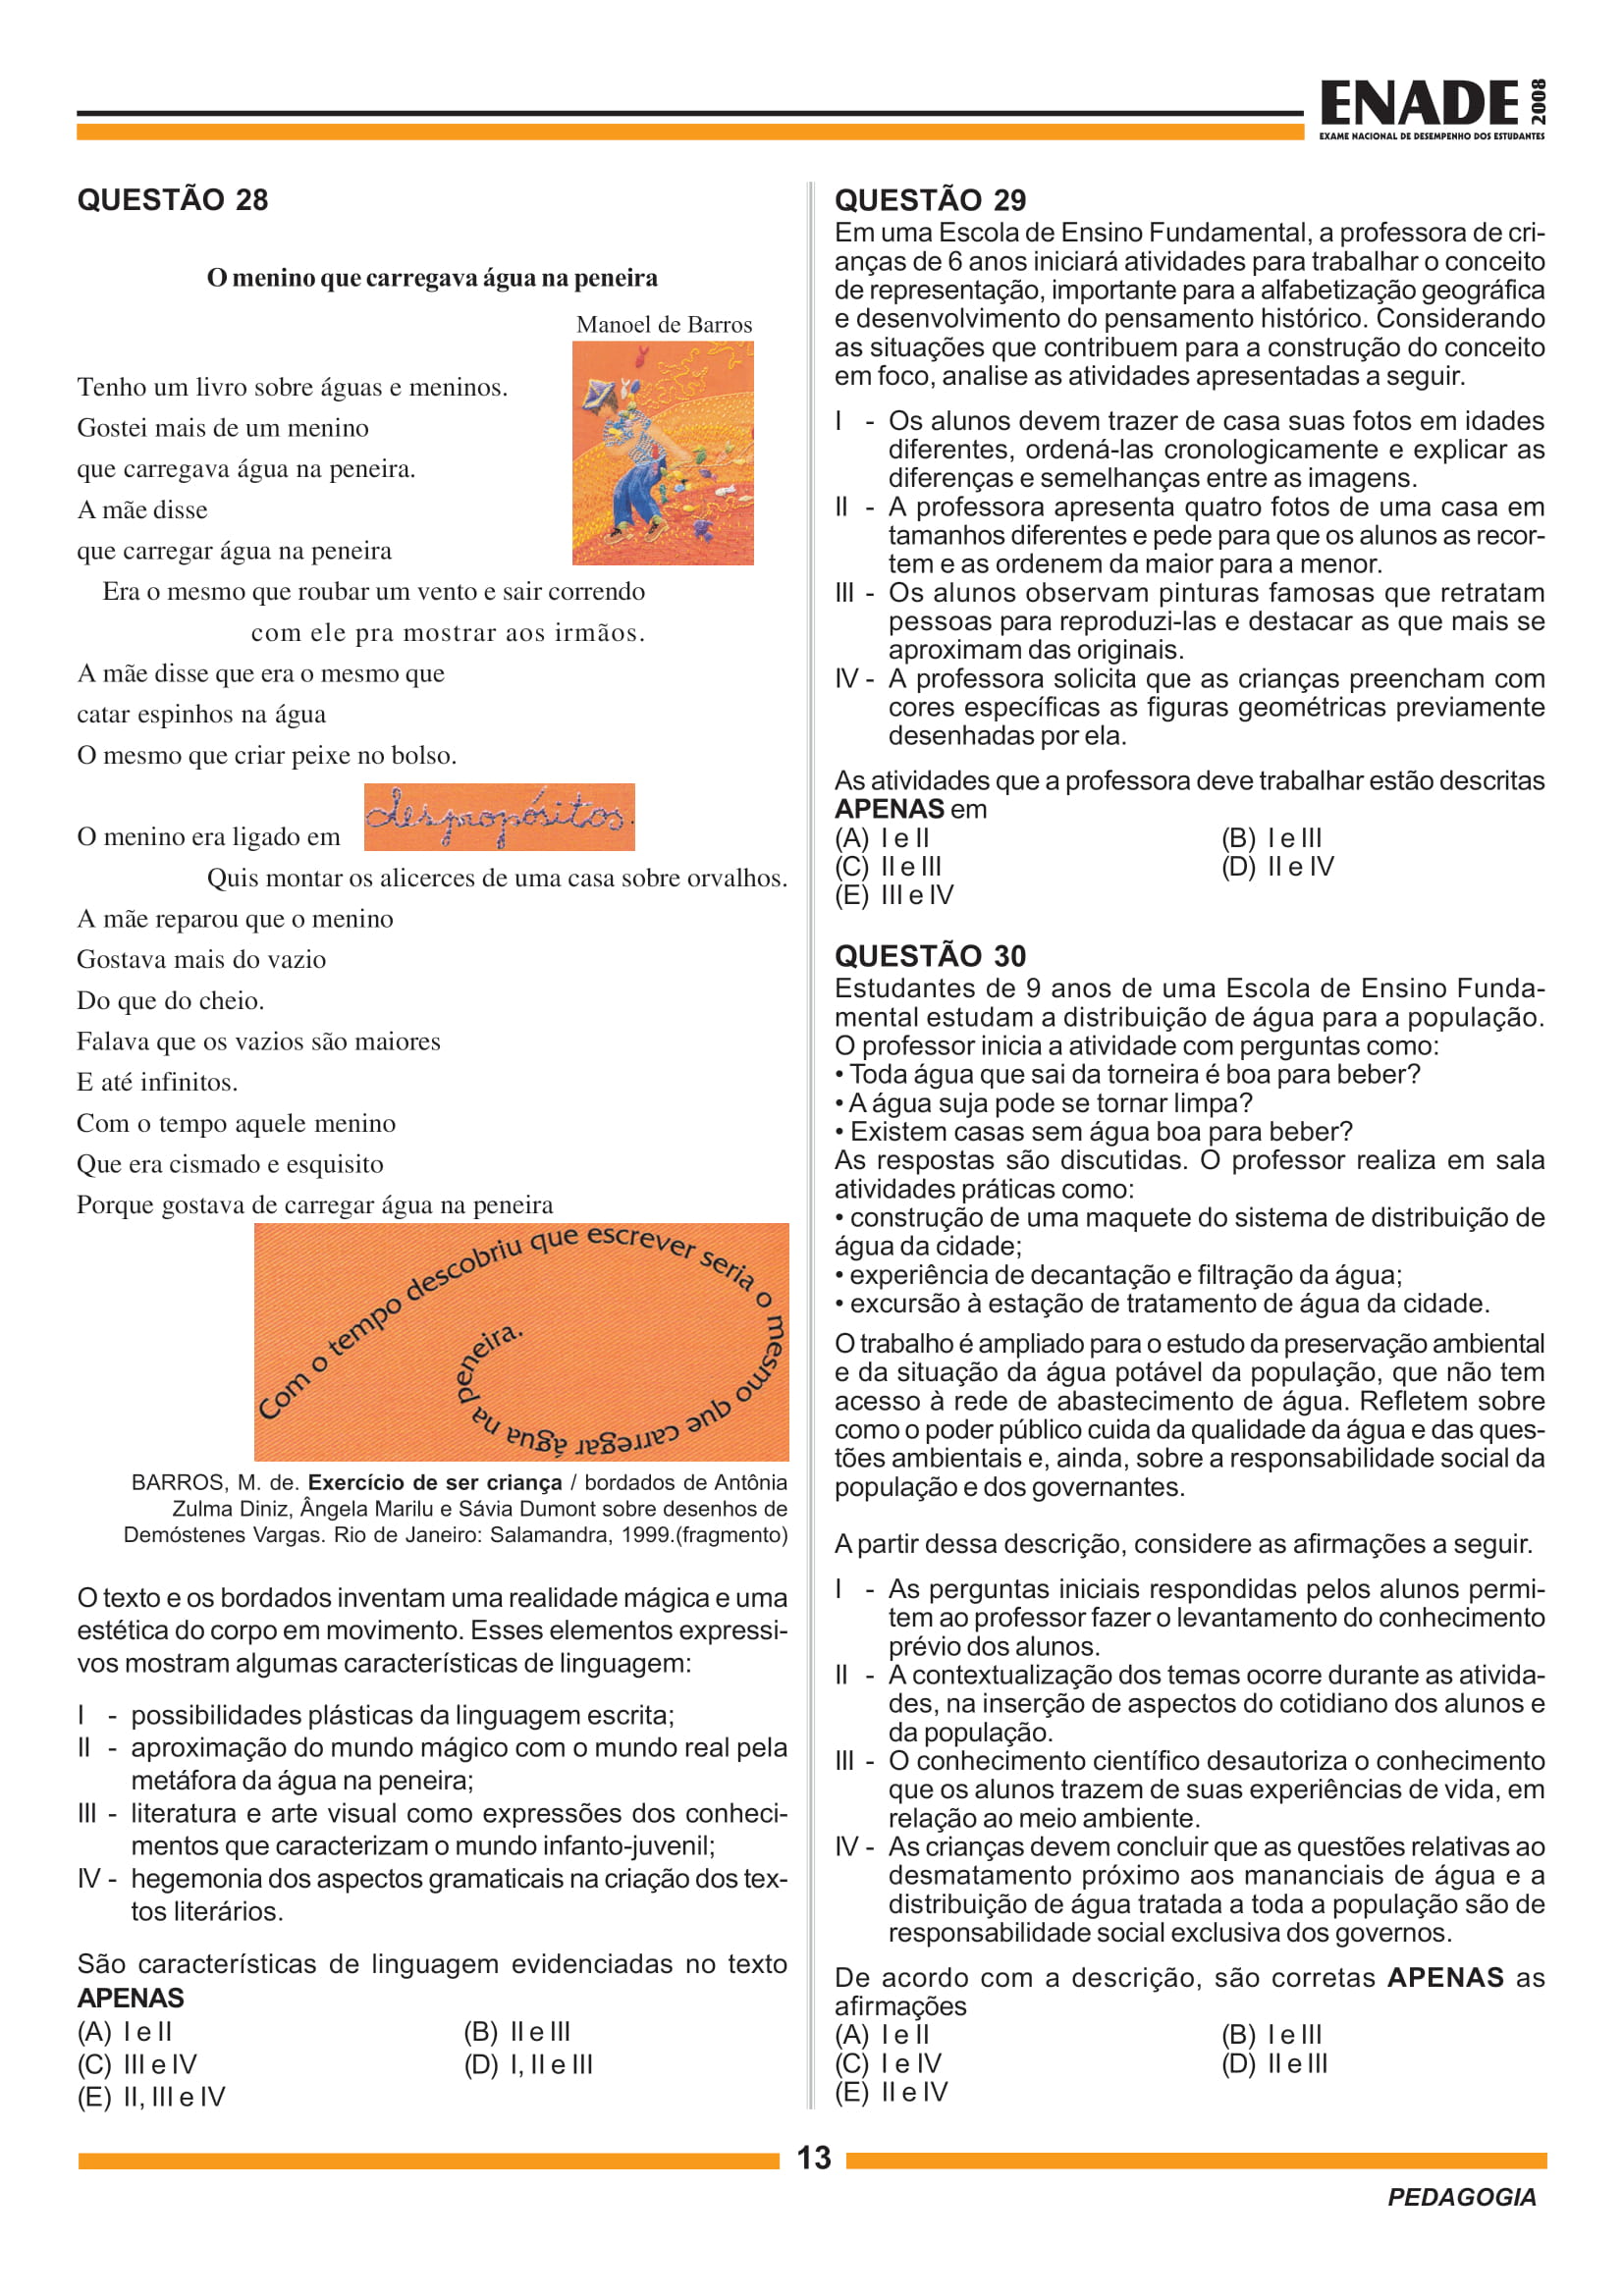 ENADE 2008
EXAME NACIONAL DE DESEMPENHO DOS ESTUDANTES
QUESTÃO 28
O menino que carregava água na peneira
Manoel de Barros
Tenho um livro sobre águas e meninos.
Gostei mais de um menino
que carregava água na peneira.
A mãe disse
que carregar água na peneira
Era o mesmo que roubar um vento e sair correndo
com ele pra mostrar aos irmãos.
A mãe disse que era o mesmo que
catar espinhos na água
O mesmo que criar peixe no bolso.
O menino era ligado em despropósitos.
Quis montar os alicerces de uma casa sobre orvalhos.
A mãe reparou que o menino
Gostava mais do vazio
Do que do cheio.
Falava que os vazios são maiores
E até infinitos.
Com o tempo aquele menino
Que era cismado e esquisito
Porque gostava de carregar água na peneira
Com o tempo descobriu que escrever seria o mesmo que carregar água na peneira.
BARROS, M. de. Exercício de ser criança / bordados de Antônia
Zulma Diniz, Ângela Marilu e Sávia Dumont sobre desenhos de
Demóstenes Vargas. Rio de Janeiro: Salamandra, 1999.(fragmento)
O texto e os bordados inventam uma realidade mágica e uma
estética do corpo em movimento. Esses elementos expressi-
vos mostram algumas características de linguagem:
I - possibilidades plásticas da linguagem escrita;
II - aproximação do mundo mágico com o mundo real pela
metáfora da água na peneira;
III - literatura e arte visual como expressões dos conheci-
mentos que caracterizam o mundo infanto-juvenil;
IV - hegemonia dos aspectos gramaticais na criação dos tex-
tos literários.
São características de linguagem evidenciadas no texto
APENAS
(A) I e II (B) II e III
(C) III e IV (D) I, II e III
(E) II, III e IV
QUESTÃO 29
Em uma Escola de Ensino Fundamental, a professora de cri-
anças de 6 anos iniciará atividades para trabalhar o conceito
de representação, importante para a alfabetização geográfica
e desenvolvimento do pensamento histórico. Considerando
as situações que contribuem para a construção do conceito
em foco, analise as atividades apresentadas a seguir.
I - Os alunos devem trazer de casa suas fotos em idades
diferentes, ordená-las cronologicamente e explicar as
diferenças e semelhanças entre as imagens.
II - A professora apresenta quatro fotos de uma casa em
tamanhos diferentes e pede para que os alunos as recor-
tem e as ordenem da maior para a menor.
III - Os alunos observam pinturas famosas que retratam
pessoas para reproduzi-las e destacar as que mais se
aproximam das originais.
IV - A professora solicita que as crianças preencham com
cores específicas as figuras geométricas previamente
desenhadas por ela.
As atividades que a professora deve trabalhar estão descritas
APENAS em
(A) I e II (B) I e III
(C) II e III (D) II e IV
(E) III e IV
QUESTÃO 30
Estudantes de 9 anos de uma Escola de Ensino Funda-
mental estudam a distribuição de água para a população.
O professor inicia a atividade com perguntas como:
• Toda água que sai da torneira é boa para beber?
• A água suja pode se tornar limpa?
• Existem casas sem água boa para beber?
As respostas são discutidas. O professor realiza em sala
atividades práticas como:
• construção de uma maquete do sistema de distribuição de
água da cidade;
• experiência de decantação e filtração da água;
• excursão à estação de tratamento de água da cidade.
O trabalho é ampliado para o estudo da preservação ambiental
e da situação da água potável da população, que não tem
acesso à rede de abastecimento de água. Refletem sobre
como o poder público cuida da qualidade da água e das ques-
tões ambientais e, ainda, sobre a responsabilidade social da
população e dos governantes.
A partir dessa descrição, considere as afirmações a seguir.
I - As perguntas iniciais respondidas pelos alunos permi-
tem ao professor fazer o levantamento do conhecimento
prévio dos alunos.
II - A contextualização dos temas ocorre durante as ativida-
des, na inserção de aspectos do cotidiano dos alunos e
da população.
III - O conhecimento científico desautoriza o conhecimento
que os alunos trazem de suas experiências de vida, em
relação ao meio ambiente.
IV - As crianças devem concluir que as questões relativas ao
desmatamento próximo aos mananciais de água e a
distribuição de água tratada a toda a população são de
responsabilidade social exclusiva dos governos.
De acordo com a descrição, são corretas APENAS as
afirmações
(A) I e II (B) I e III
(C) I e IV (D) II e III
(E) II e IV
13
PEDAGOGIA